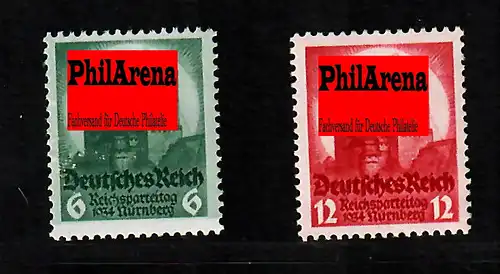 PhilArena
Fachversand für Deutsche Philatelie
Deutsches Reich
6 Reichsparteitag 6
1934 Nürnberg
PhilArena
Fachversand für Deutsche Philatelie
Deutsches Reich
12 Reichsparteitag 12
1934 Nürnberg